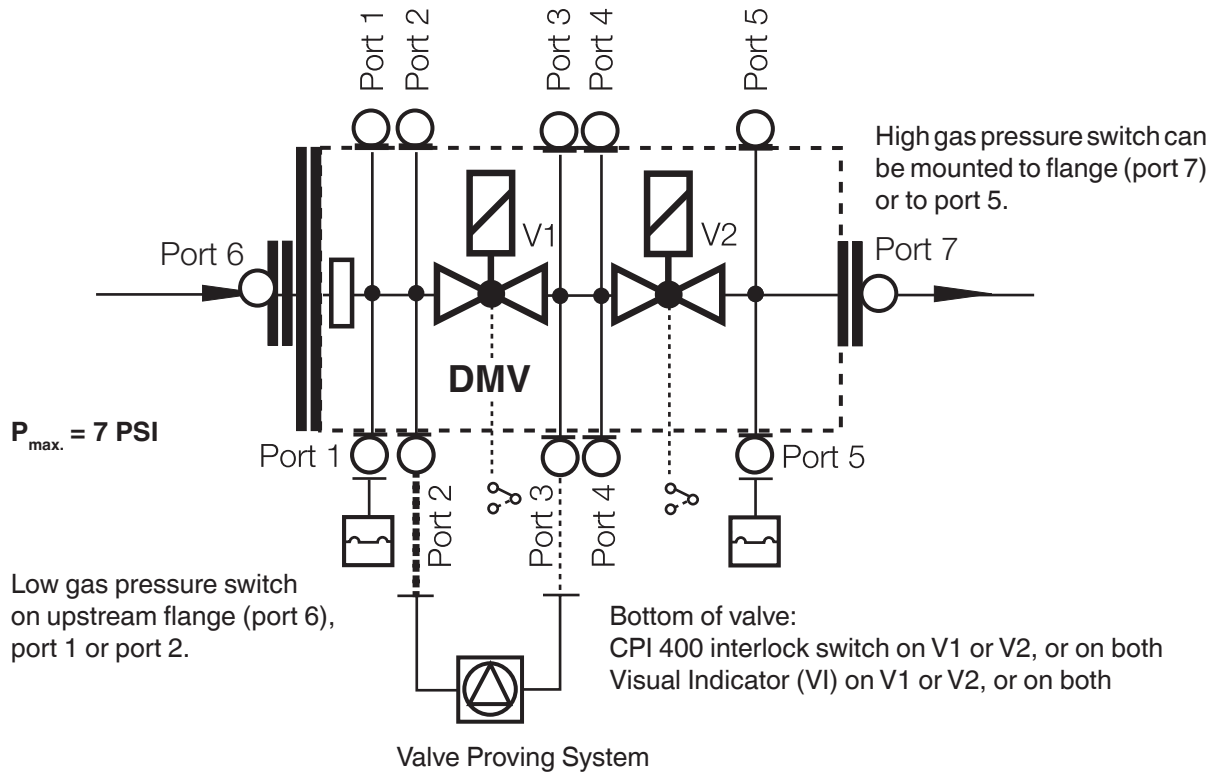 Port 1
Port 2
Port 3
Port 4
Port 5
High gas pressure switch can
be mounted to flange (port 7)
or to port 5.
V1
V2
Port 6
Port 7
DMV
Pmax. = 7 PSI
Port 1
Port 2
Port 3
Port 4
Port 5
Low gas pressure switch
on upstream flange (port 6),
port 1 or port 2.
Bottom of valve:
CPI 400 interlock switch on V1 or V2, or on both
Visual Indicator (VI) on V1 or V2, or on both
Valve Proving System